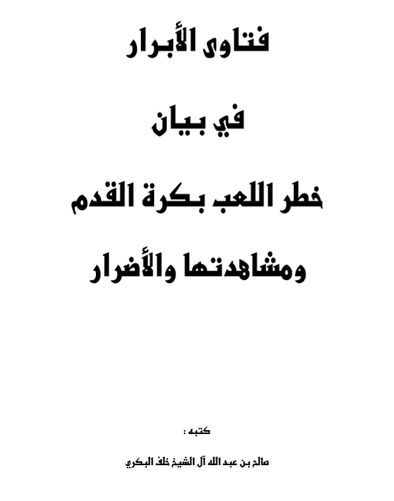 فتاوى الأبرار
في بيان
خطر اللعب بكرة القدم
ومشاهدتها والأضرار
كتبه :
صالح بن عبد الله آل الشيخ خلف البكري